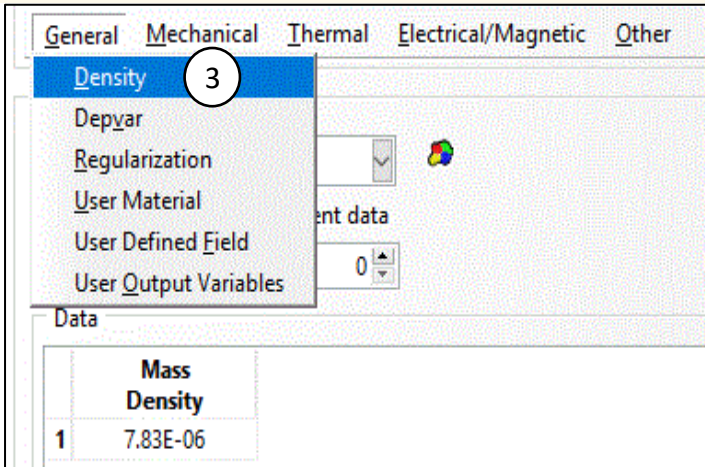 General Mechanical Thermal Electrical/Magnetic Other
Density 3
Depvar
Regularization
User Material
ent data
User Defined Field
0
User Output Variables
Data
Mass
Density
1 7.83E-06